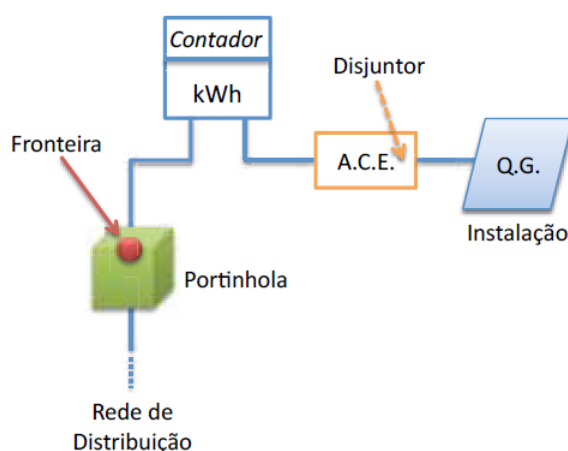 Contador
kWh
Disjuntor
Fronteira
A.C.E.
Q.G.
Instalação
Portinhola
Rede de
Distribuição